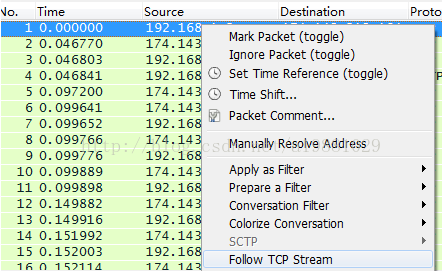 No. Time Source Destination Proto
1 0.000000 192.168
2 0.046770 174.143 Mark Packet (toggle)
3 0.046803 192.168 Ignore Packet (toggle)
4 0.046841 192.168 Set Time Reference (toggle)
5 0.097200 174.143
6 0.099641 174.143 Time Shift...
7 0.099652 192.168 Packet Comment...
8 0.099766 174.143 Manually Resolve Address
9 0.099776 192.168
10 0.099889 174.143 Apply as Filter
11 0.099898 192.168 Prepare a Filter
12 0.149882 174.143 Conversation Filter
13 0.149916 192.168 Colorize Conversation
14 0.151992 174.143 SCTP
15 0.152003 192.168 Follow TCP Stream
16 0.152114 174.143